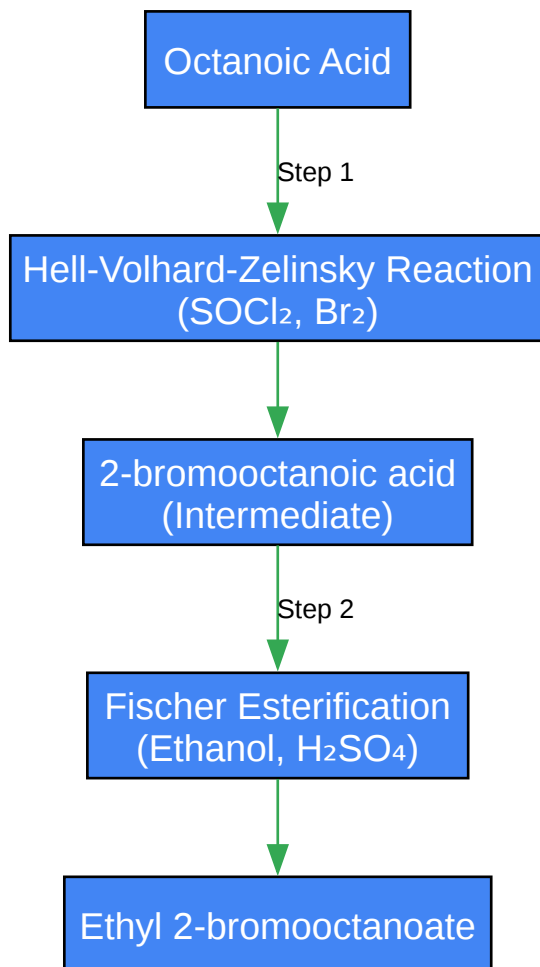 Octanoic Acid
Step 1
Hell-Volhard-Zelinsky Reaction
(SOCl₂, Br₂)
2-bromooctanoic acid
(Intermediate)
Step 2
Fischer Esterification
(Ethanol, H₂SO₄)
Ethyl 2-bromooctanoate